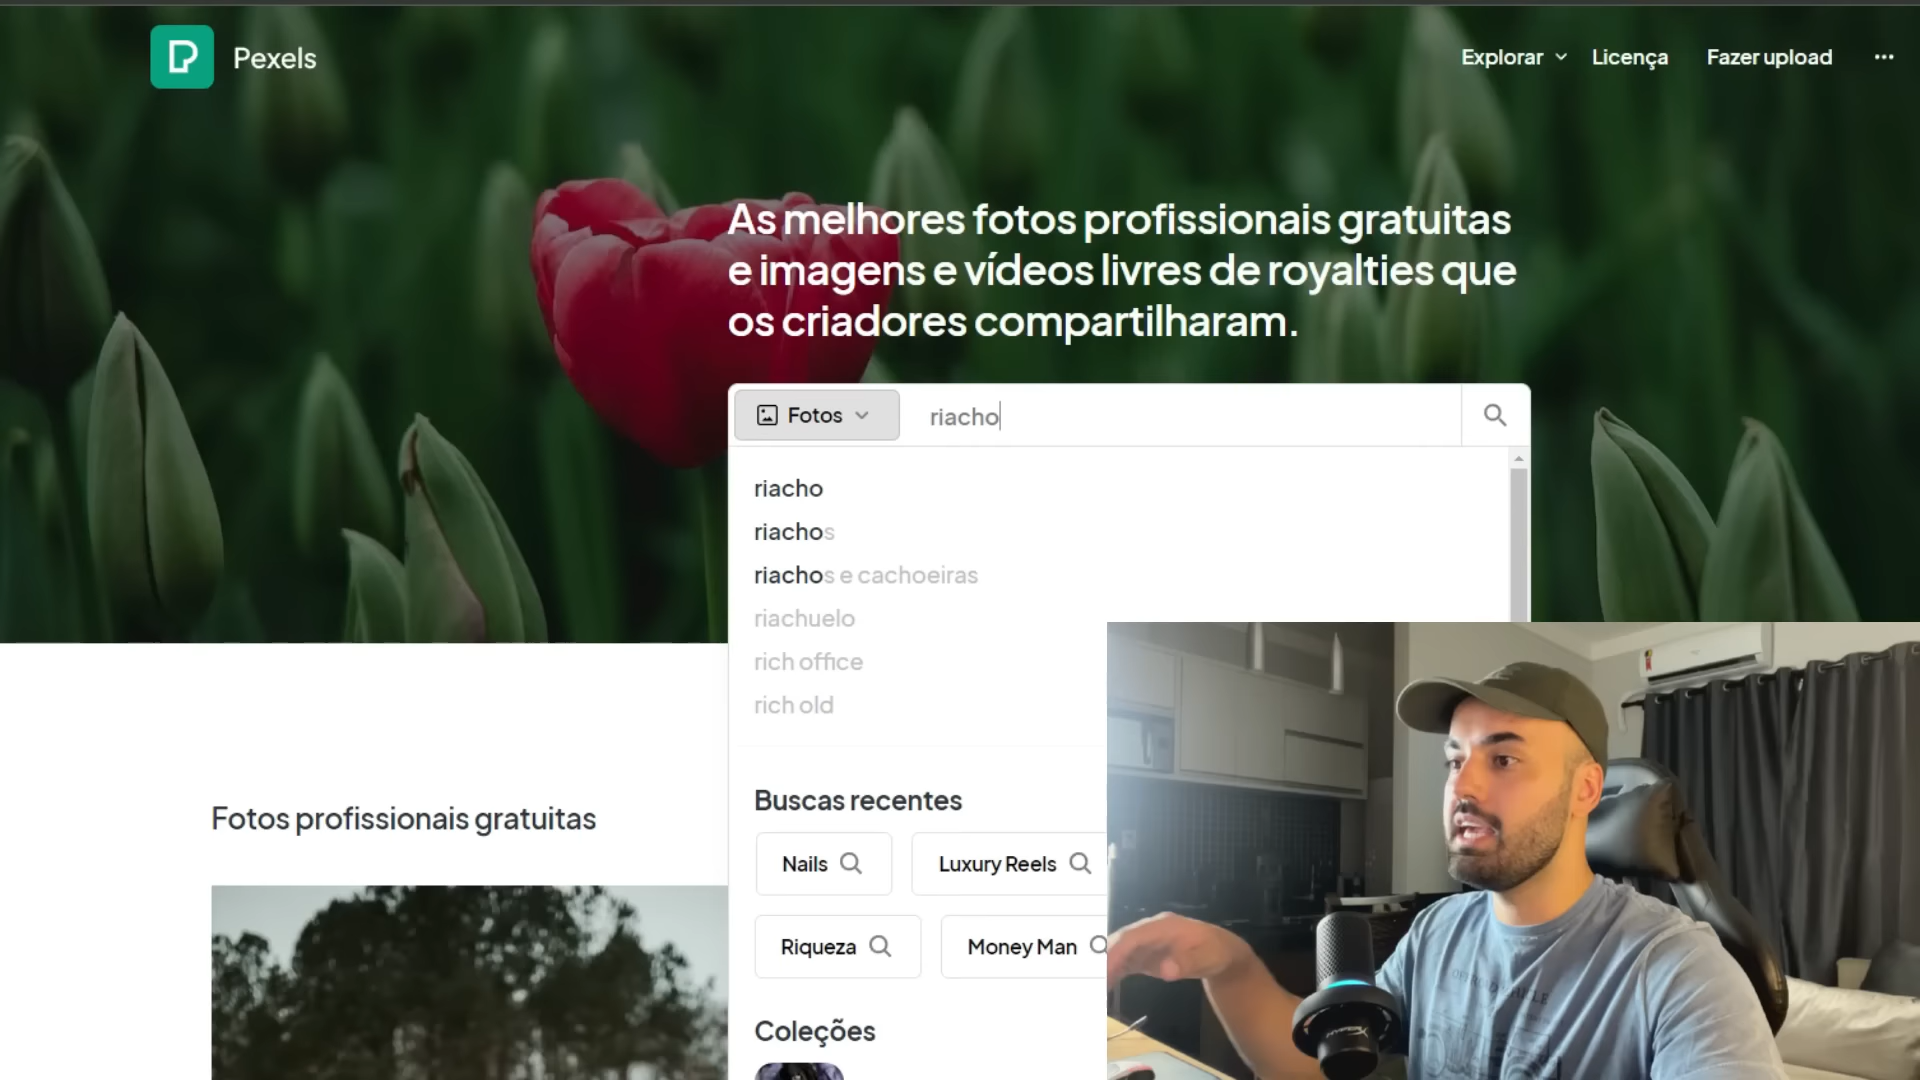 Pexels
Explorar
Licença
Fazer upload
As melhores fotos profissionais gratuitas
e imagens e vídeos livres de royalties que
os criadores compartilharam.
Fotos
riacho
riacho
riachos
riachos e cachoeiras
riachuelo
rich office
rich old
Buscas recentes
Nails
Luxury Reels
Riqueza
Money Man
Coleções
Fotos profissionais gratuitas
HYPERX